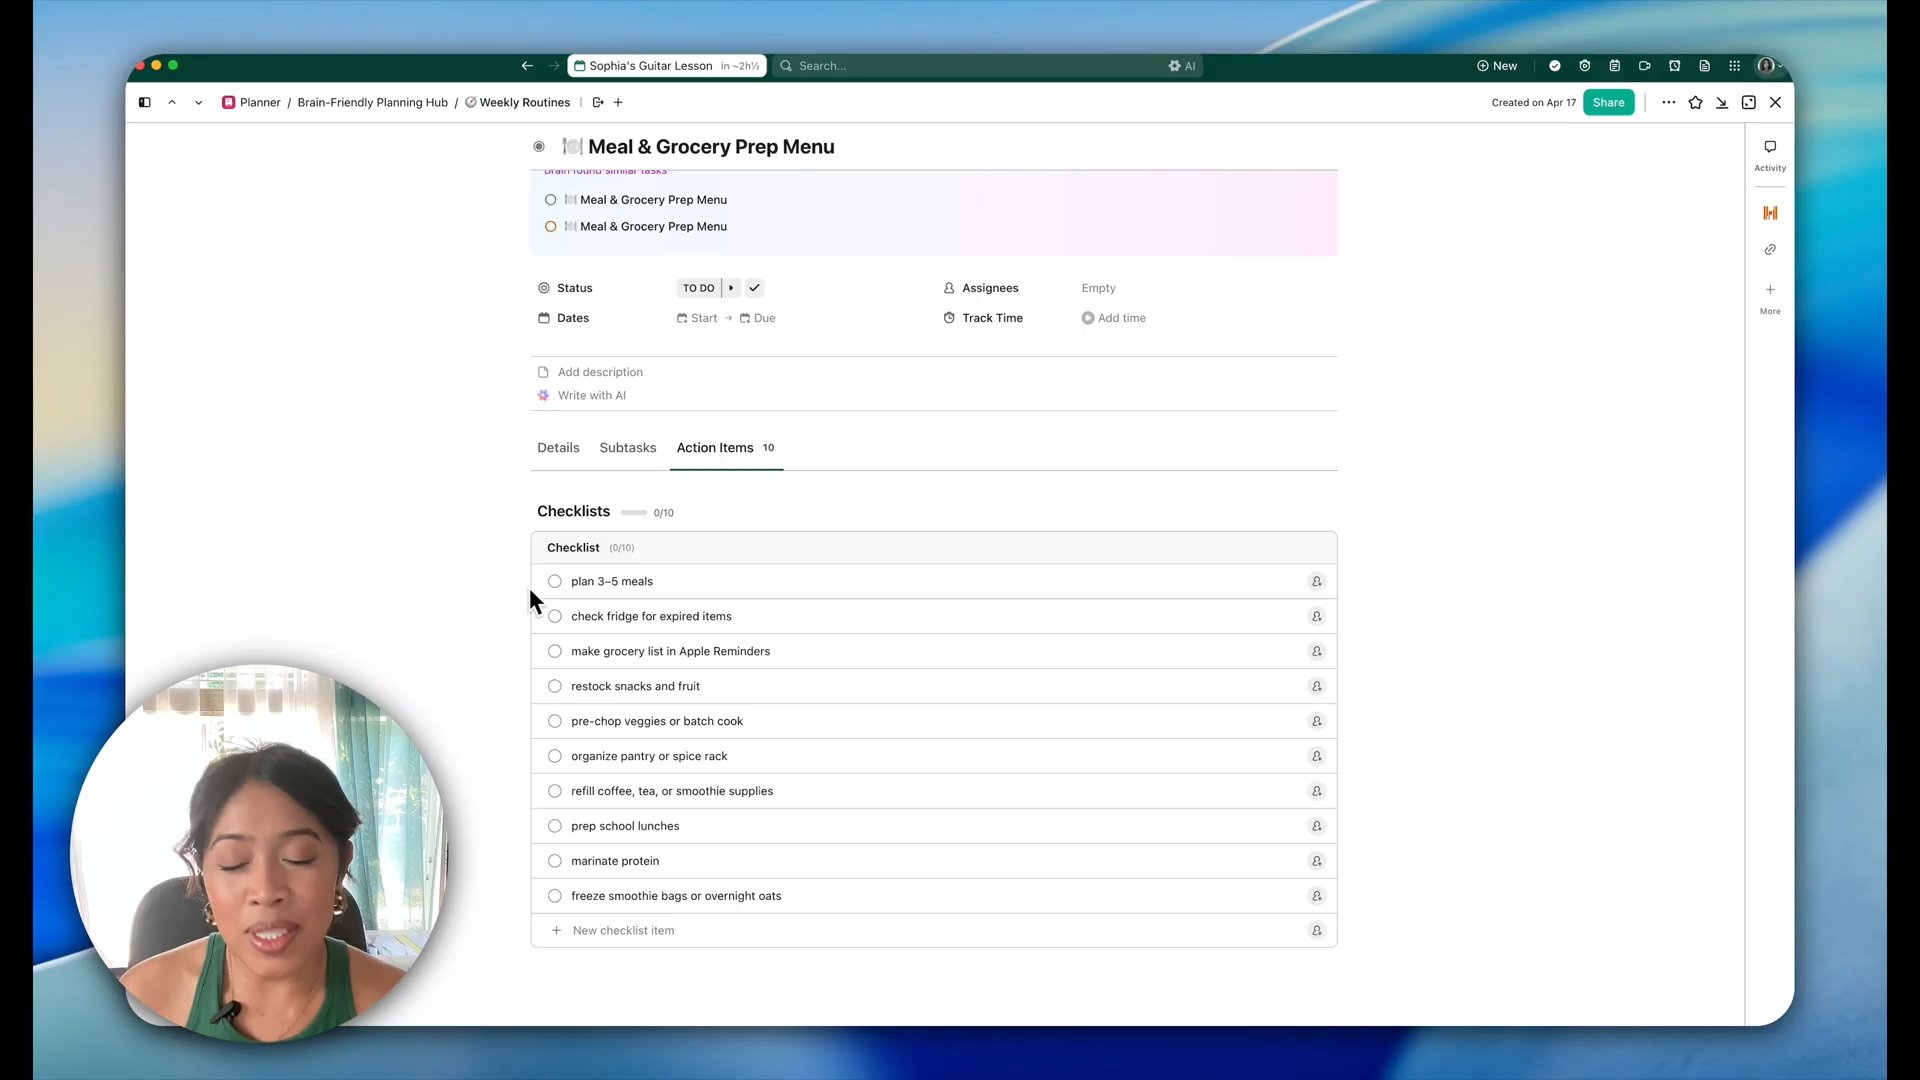 Sophia's Guitar Lesson in ~2h½ Search... AI New
Planner / Brain-Friendly Planning Hub / Weekly Routines Created on Apr 17 Share
Meal & Grocery Prep Menu
Activity
Brain found similar tasks
Meal & Grocery Prep Menu
Meal & Grocery Prep Menu
Status TO DO Assignees Empty
Dates Start → Due Track Time Add time
More
Add description
Write with AI
Details Subtasks Action Items 10
Checklists 0/10
Checklist (0/10)
plan 3–5 meals
check fridge for expired items
make grocery list in Apple Reminders
restock snacks and fruit
pre-chop veggies or batch cook
organize pantry or spice rack
refill coffee, tea, or smoothie supplies
prep school lunches
marinate protein
freeze smoothie bags or overnight oats
New checklist item